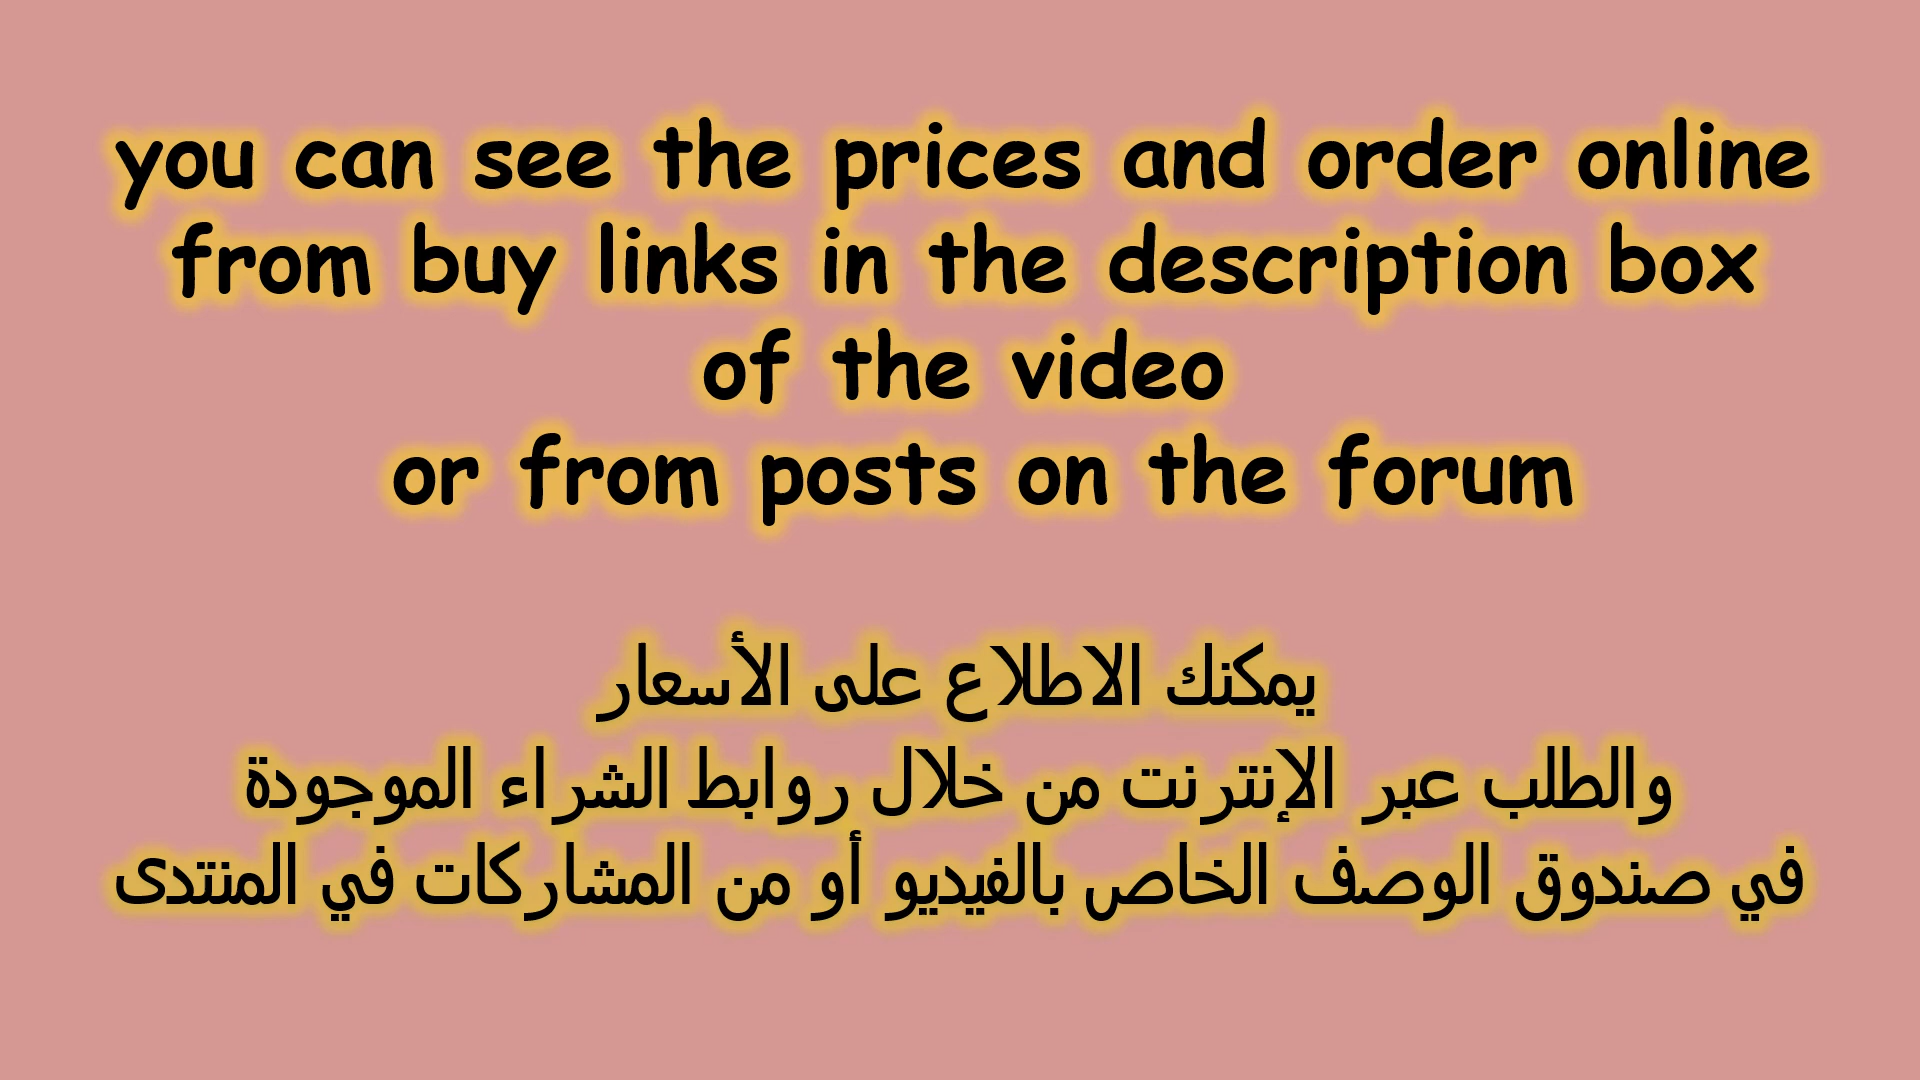 you can see the prices and order online
from buy links in the description box
of the video
or from posts on the forum
يمكنك الاطلاع على الأسعار
والطلب عبر الإنترنت من خلال روابط الشراء الموجودة
في صندوق الوصف الخاص بالفيديو أو من المشاركات في المنتدى